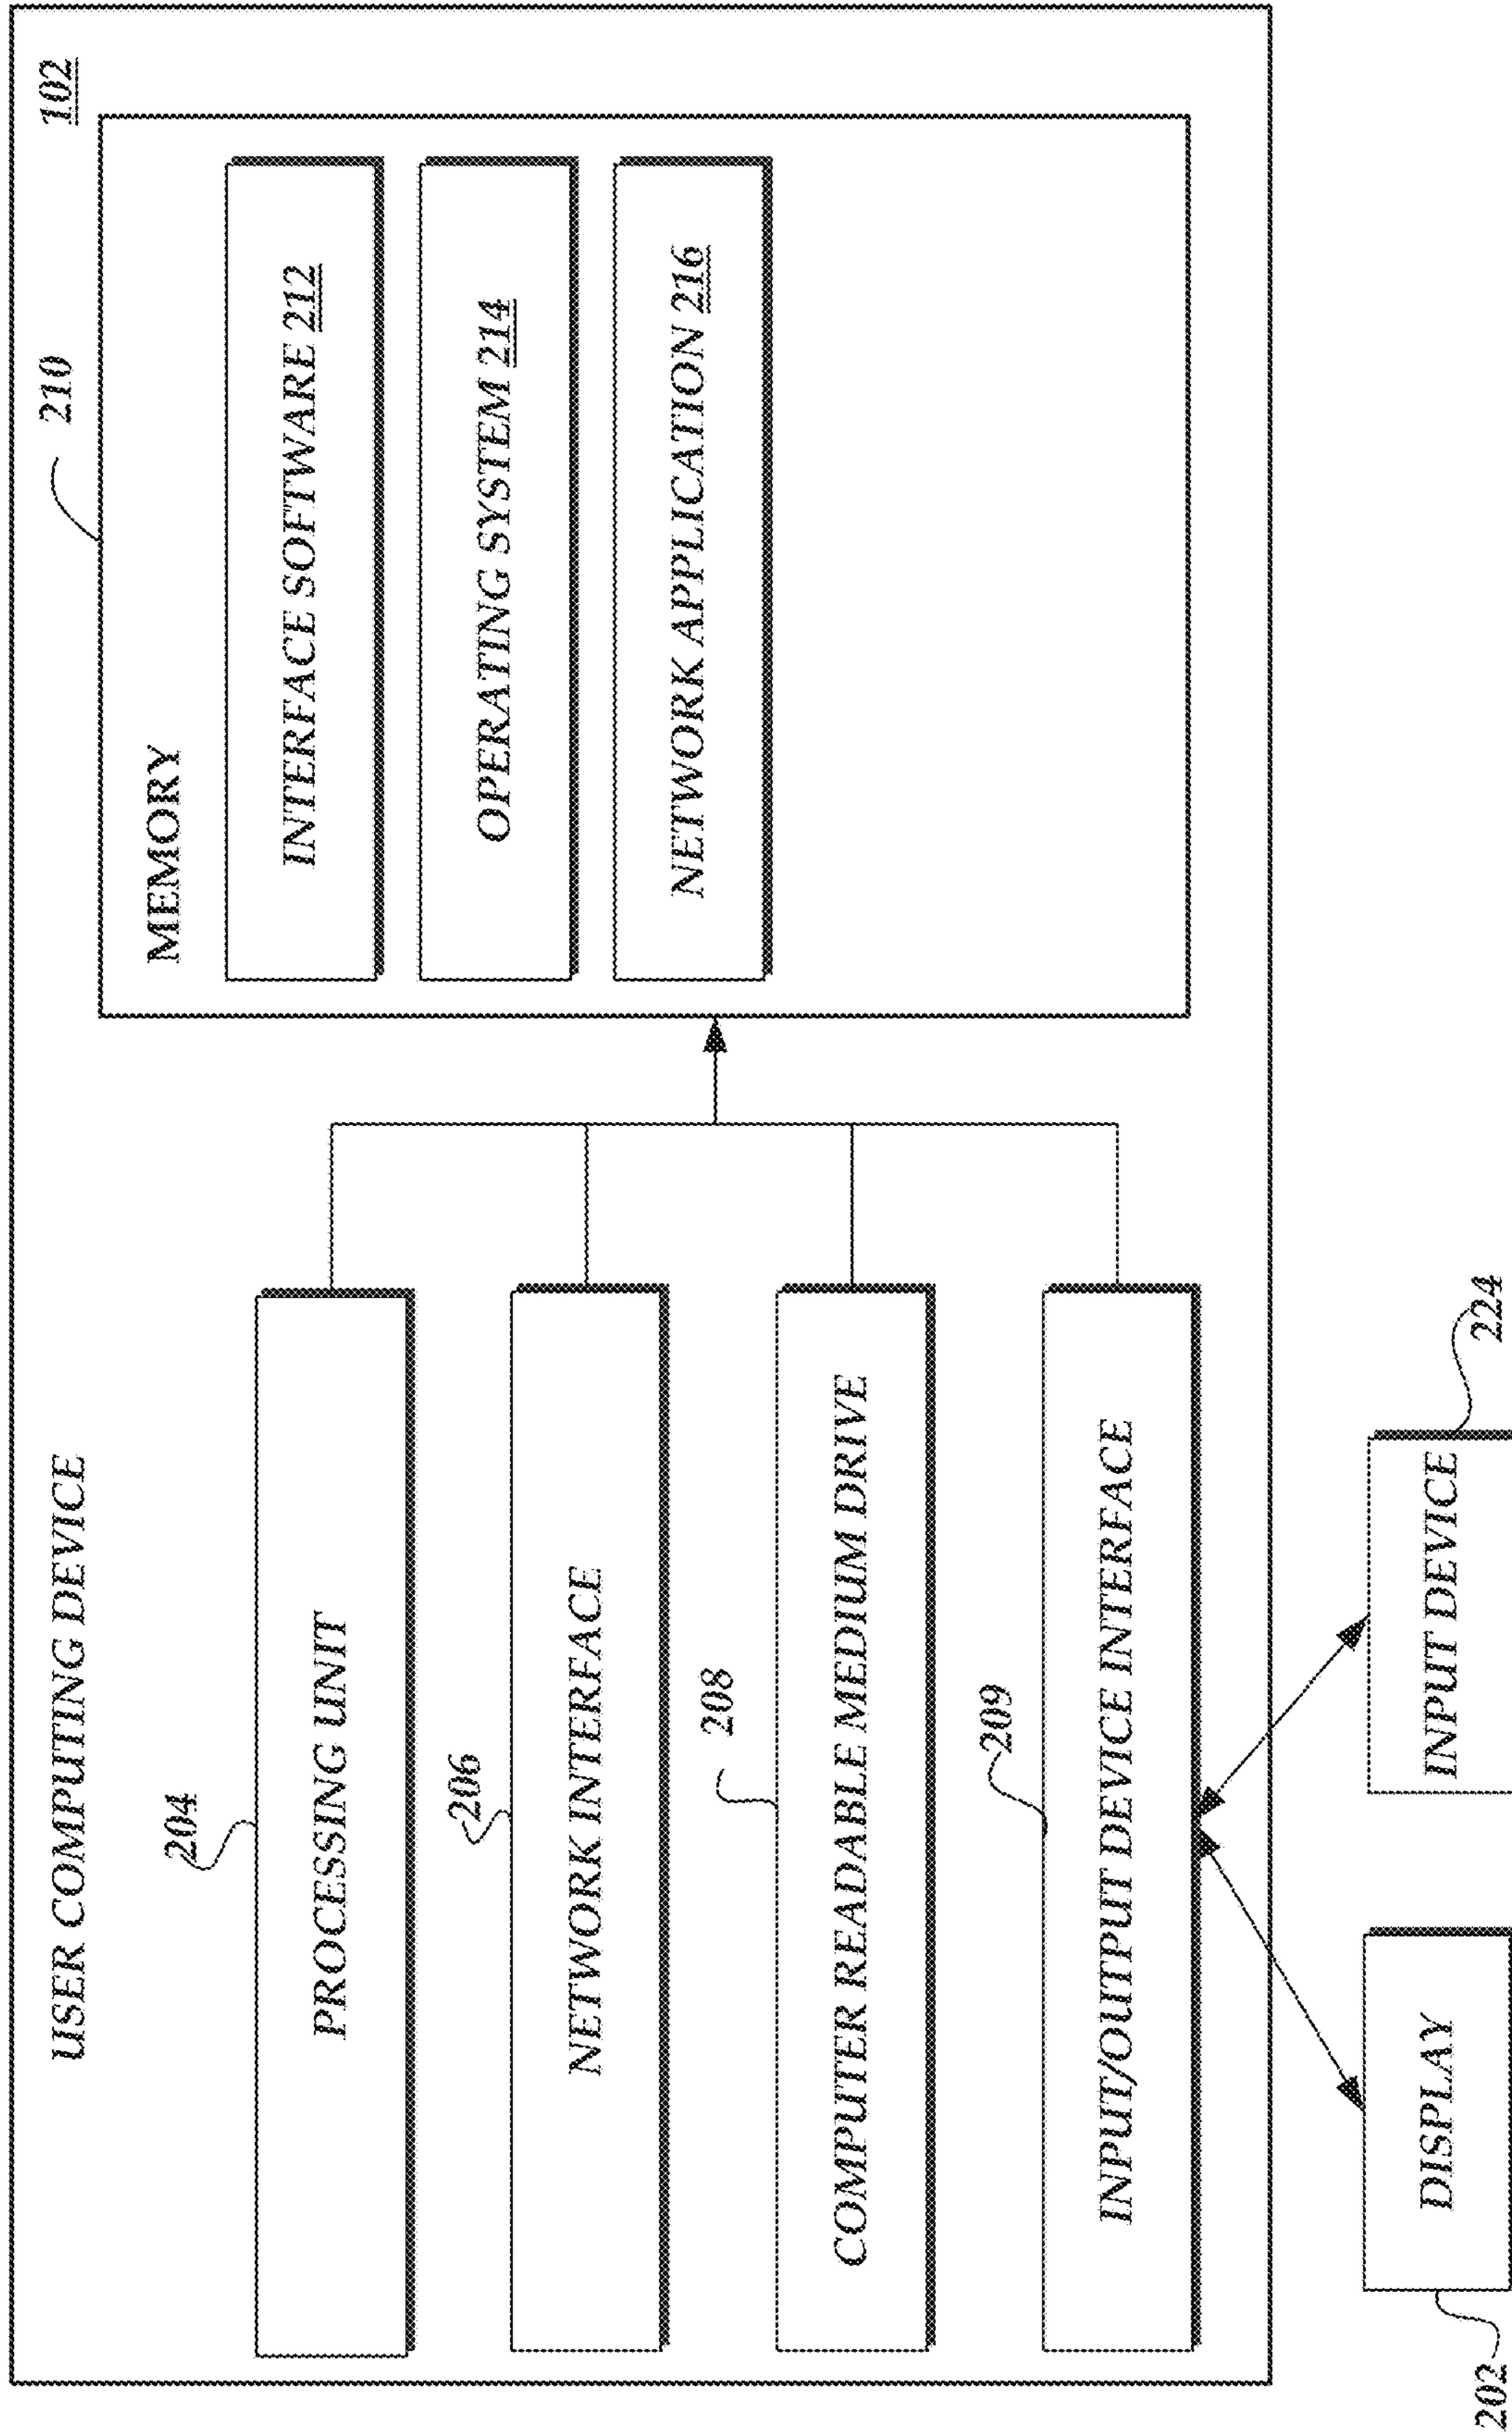 USER COMPUTING DEVICE
102
210
MEMORY
204
PROCESSING UNIT
INTERFACE SOFTWARE 212
206
NETWORK INTERFACE
OPERATING SYSTEM 214
208
COMPUTER READABLE MEDIUM DRIVE
NETWORK APPLICATION 216
209
INPUT/OUTPUT DEVICE INTERFACE
DISPLAY
INPUT DEVICE
202
224